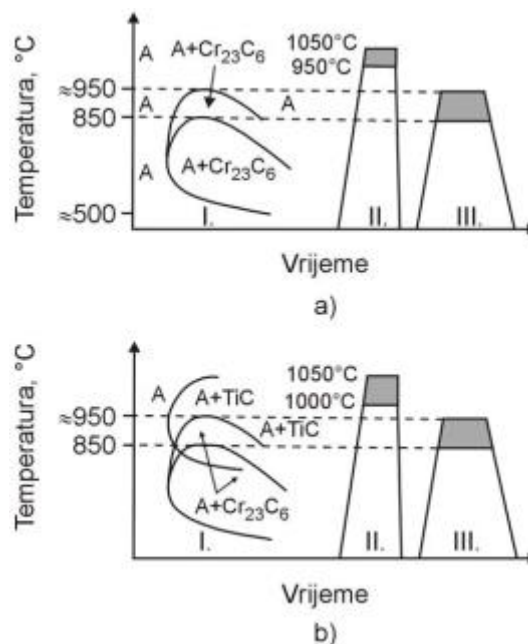 Temperatura, °C
A
A+Cr₂₃C₆
1050°C
950°C
≈950
A
A
850
A+Cr₂₃C₆
A
≈500
I.
II.
III.
Vrijeme
a)
Temperatura, °C
A
A+TiC
1050°C
1000°C
≈950
A+TiC
850
A+Cr₂₃C₆
I.
II.
III.
Vrijeme
b)